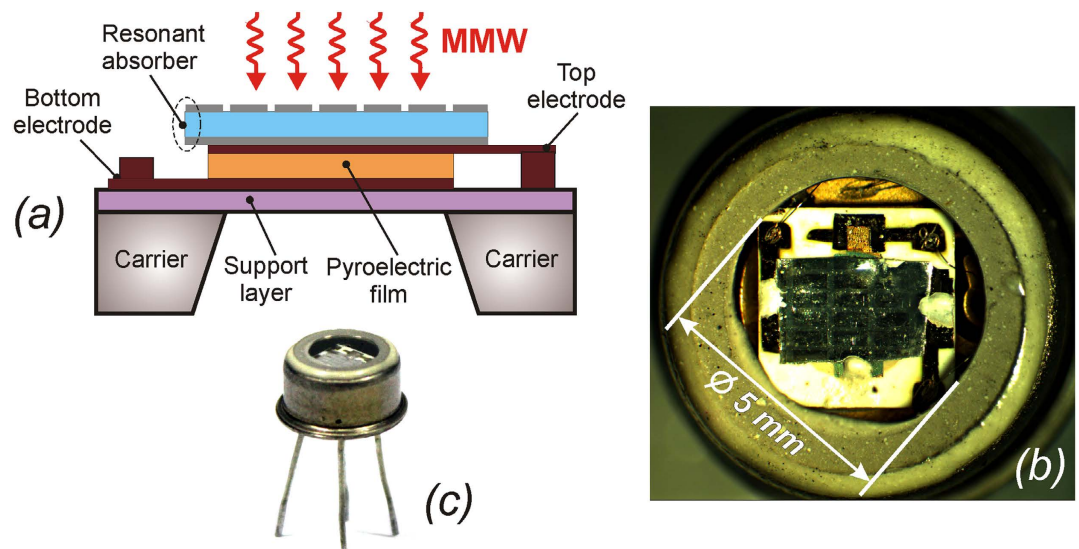 MMW
Resonant
absorber
Bottom
electrode
Top
electrode
(a)
Carrier
Support
layer
Pyroelectric
film
Carrier
Ø 5 mm
(b)
(c)